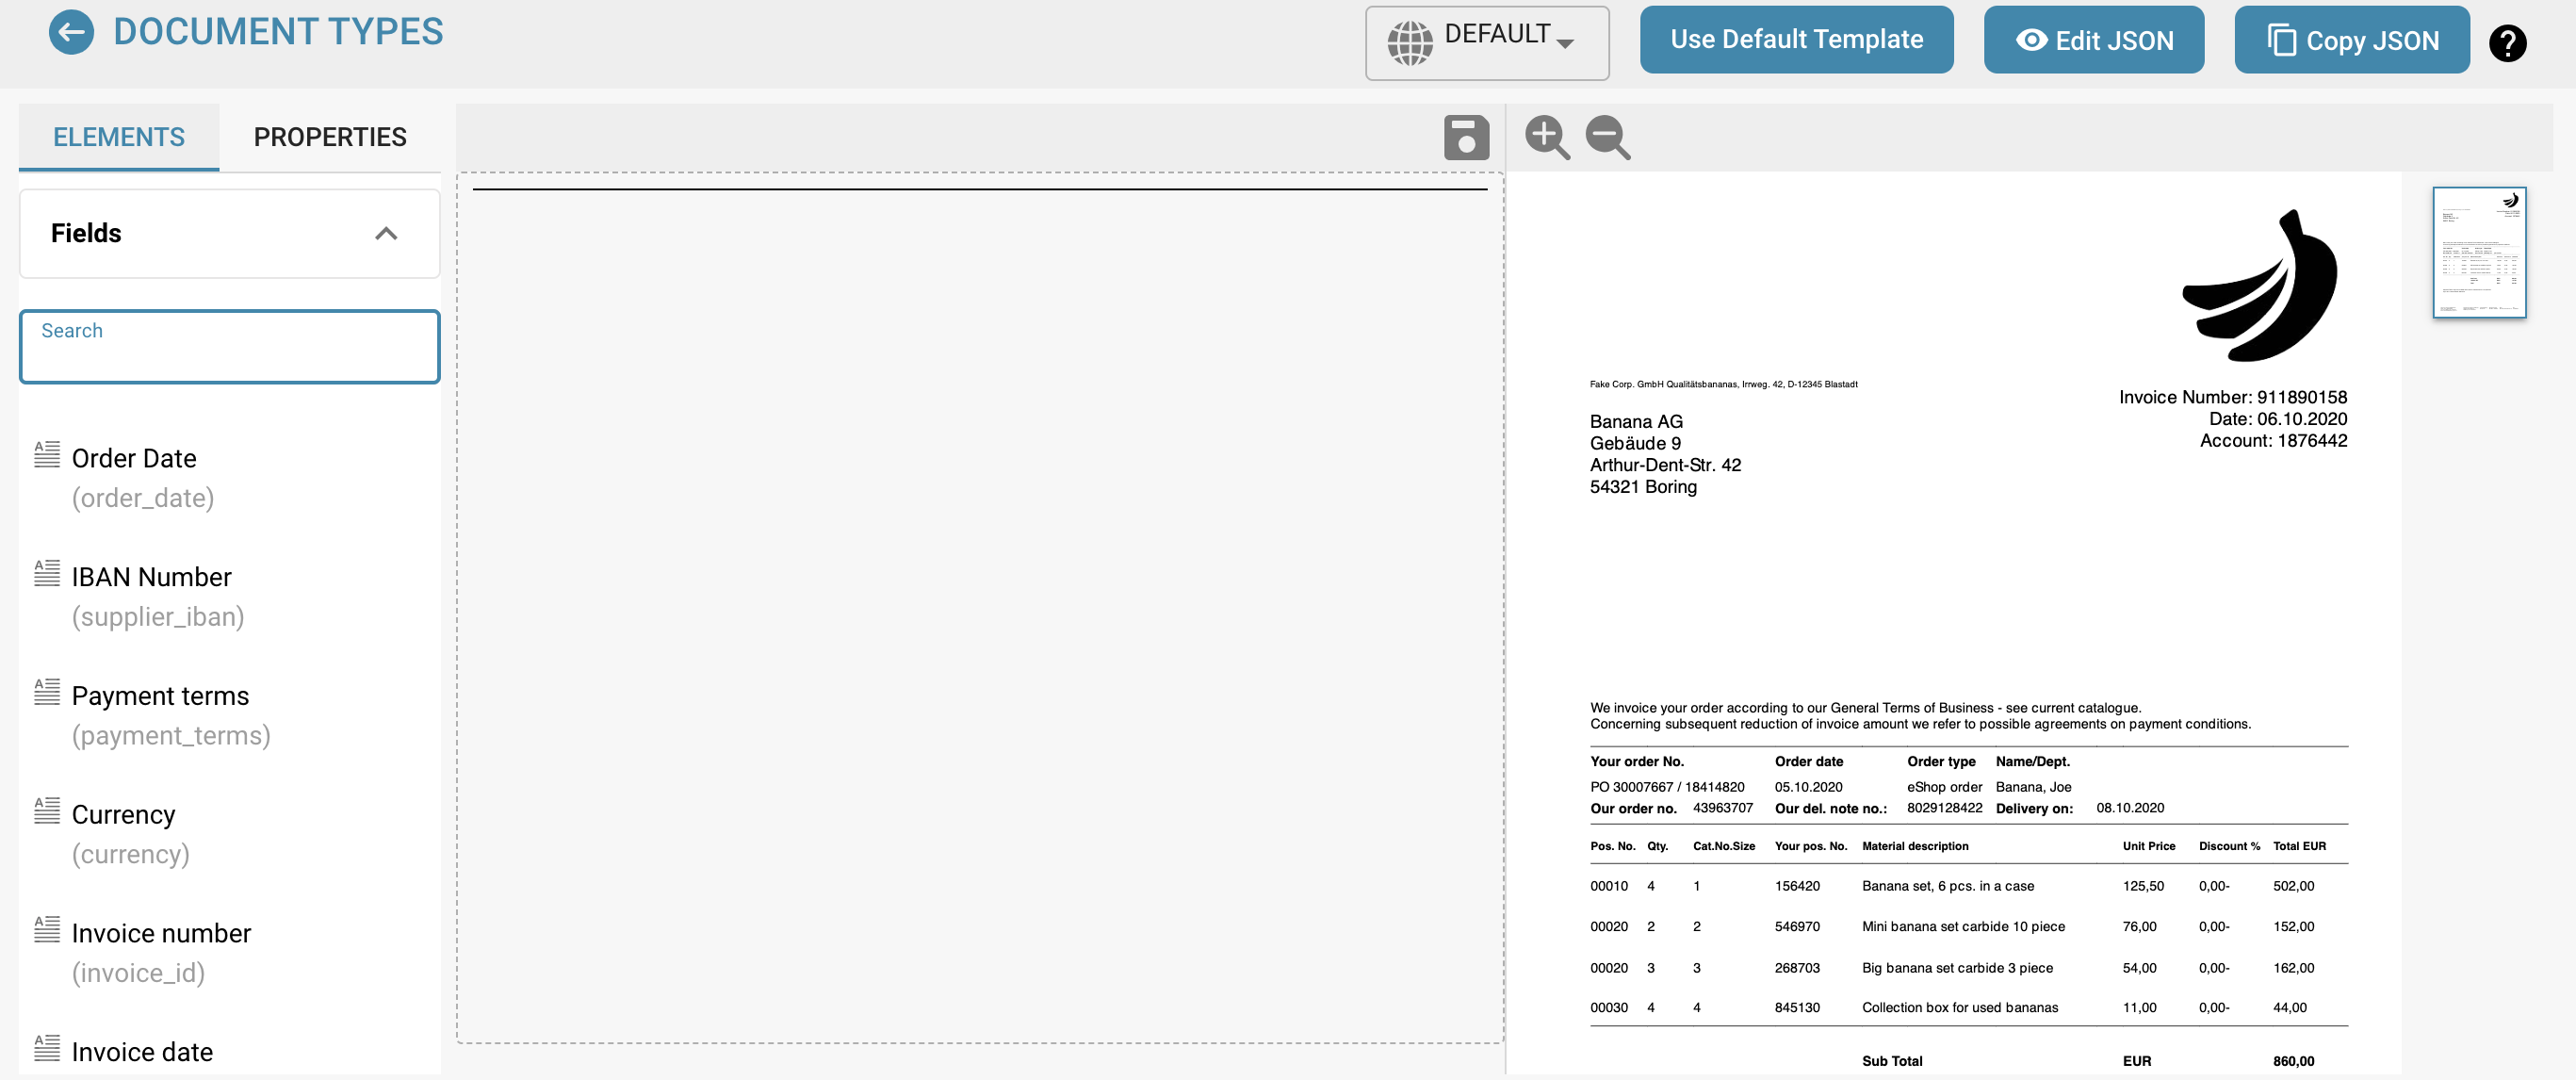 DOCUMENT TYPES
DEFAULT
Use Default Template
Edit JSON
Copy JSON
?
ELEMENTS
PROPERTIES
Fields
Search
Order Date
(order_date)
IBAN Number
(supplier_iban)
Payment terms
(payment_terms)
Currency
(currency)
Invoice number
(invoice_id)
Invoice date
Fake Corp. GmbH Qualitätsbananas, Irrweg. 42, D-12345 Blastadt
Banana AG
Gebäude 9
Arthur-Dent-Str. 42
54321 Boring
Invoice Number: 911890158
Date: 06.10.2020
Account: 1876442
We invoice your order according to our General Terms of Business - see current catalogue.
Concerning subsequent reduction of invoice amount we refer to possible agreements on payment conditions.
Your order No. Order date Order type Name/Dept.
PO 30007667 / 18414820 05.10.2020 eShop order Banana, Joe
Our order no. 43963707 Our del. note no.: 8029128422 Delivery on: 08.10.2020
Pos. No. Qty. Cat.No.Size Your pos. No. Material description Unit Price Discount % Total EUR
00010 4 1 156420 Banana set, 6 pcs. in a case 125,50 0,00- 502,00
00020 2 2 546970 Mini banana set carbide 10 piece 76,00 0,00- 152,00
00020 3 3 268703 Big banana set carbide 3 piece 54,00 0,00- 162,00
00030 4 4 845130 Collection box for used bananas 11,00 0,00- 44,00
Sub Total EUR 860,00